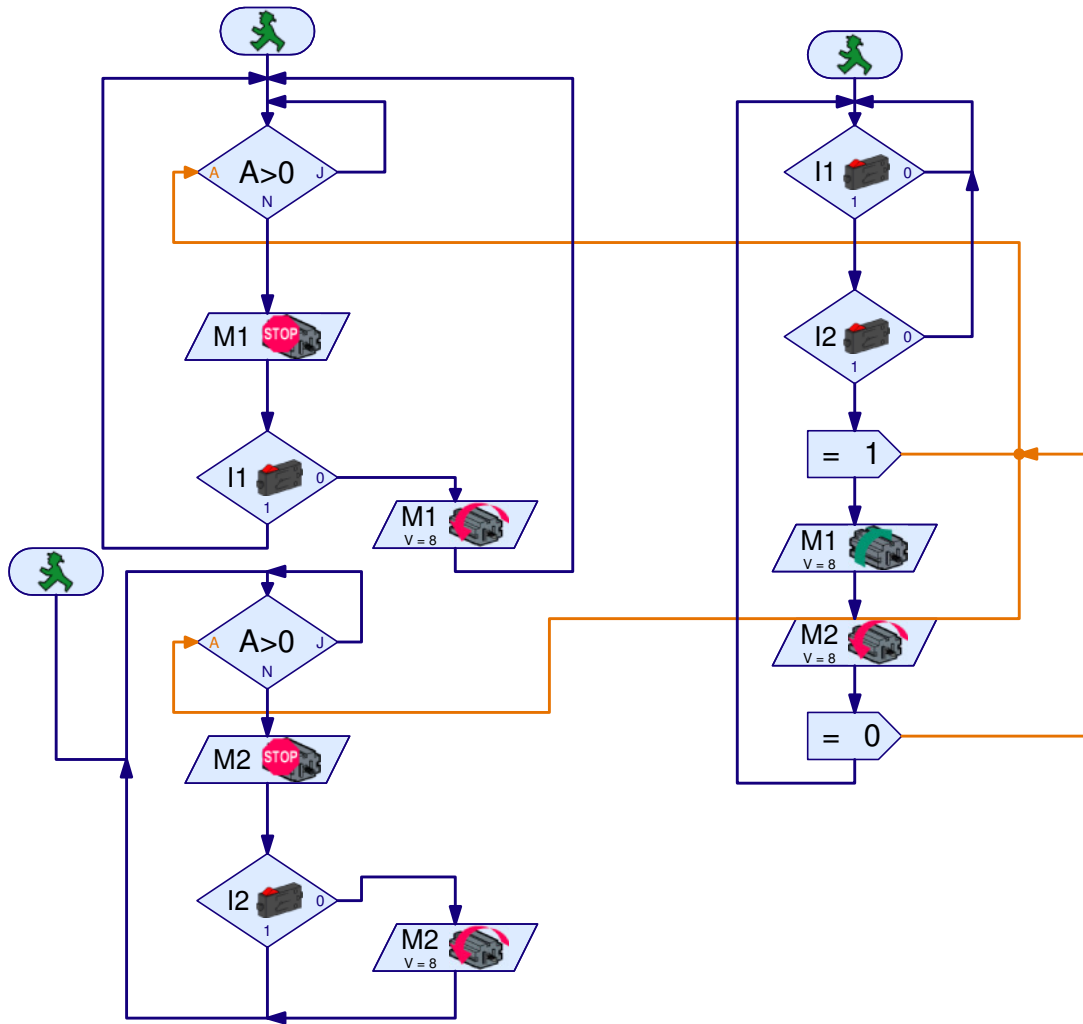 A A>0 J
N
M1 STOP
I1 0
1
M1
V = 8
A A>0 J
N
M2 STOP
I2 0
1
M2
V = 8
I1 0
1
I2 0
1
= 1
M1
V = 8
M2
V = 8
= 0